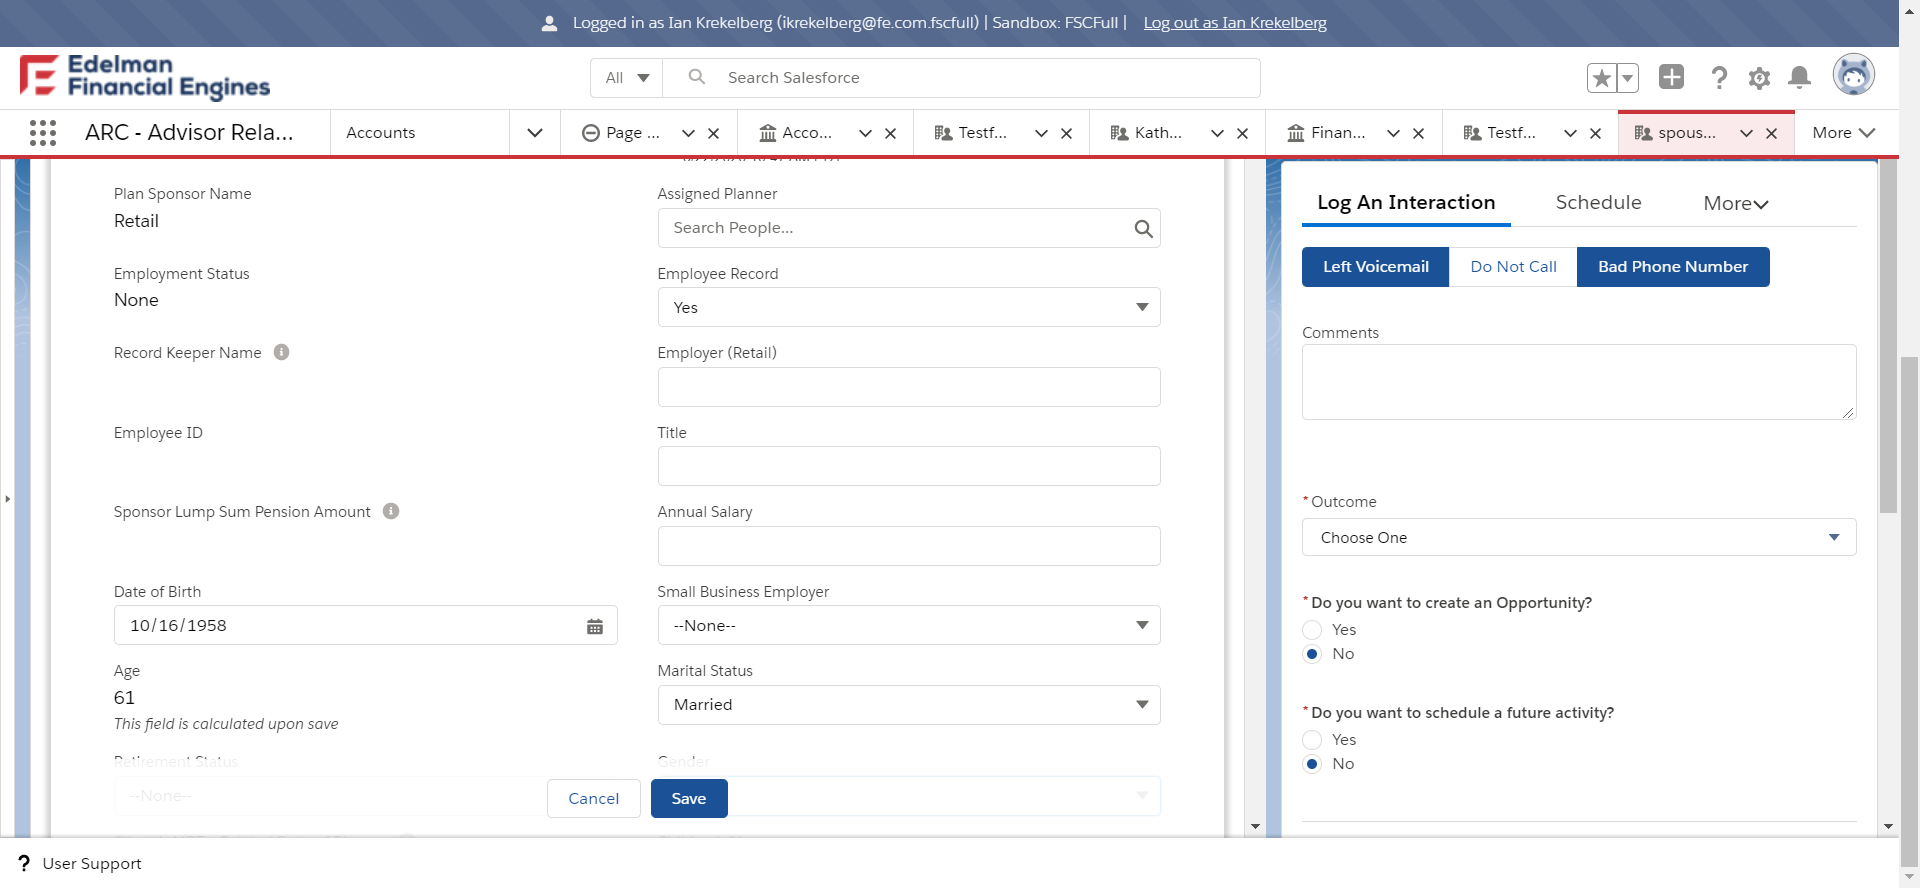 Logged in as Ian Krekelberg (ikrekelberg@fe.com.fscfull) | Sandbox: FSCFull | Log out as Ian Krekelberg
Edelman
Financial Engines
All
Search Salesforce
ARC - Advisor Rela...
Accounts
Page ...
Acco...
Testf...
Kath...
Finan...
Testf...
spous...
More
Plan Sponsor Name
Retail
Assigned Planner
Search People...
Employment Status
None
Employee Record
Yes
Record Keeper Name
Employer (Retail)
Employee ID
Title
Sponsor Lump Sum Pension Amount
Annual Salary
Date of Birth
10/16/1958
Small Business Employer
--None--
Age
61
This field is calculated upon save
Marital Status
Married
Retirement Status
--None--
Gender
Cancel
Save
Log An Interaction
Schedule
More
Left Voicemail
Do Not Call
Bad Phone Number
Comments
*Outcome
Choose One
*Do you want to create an Opportunity?
Yes
No
*Do you want to schedule a future activity?
Yes
No
? User Support